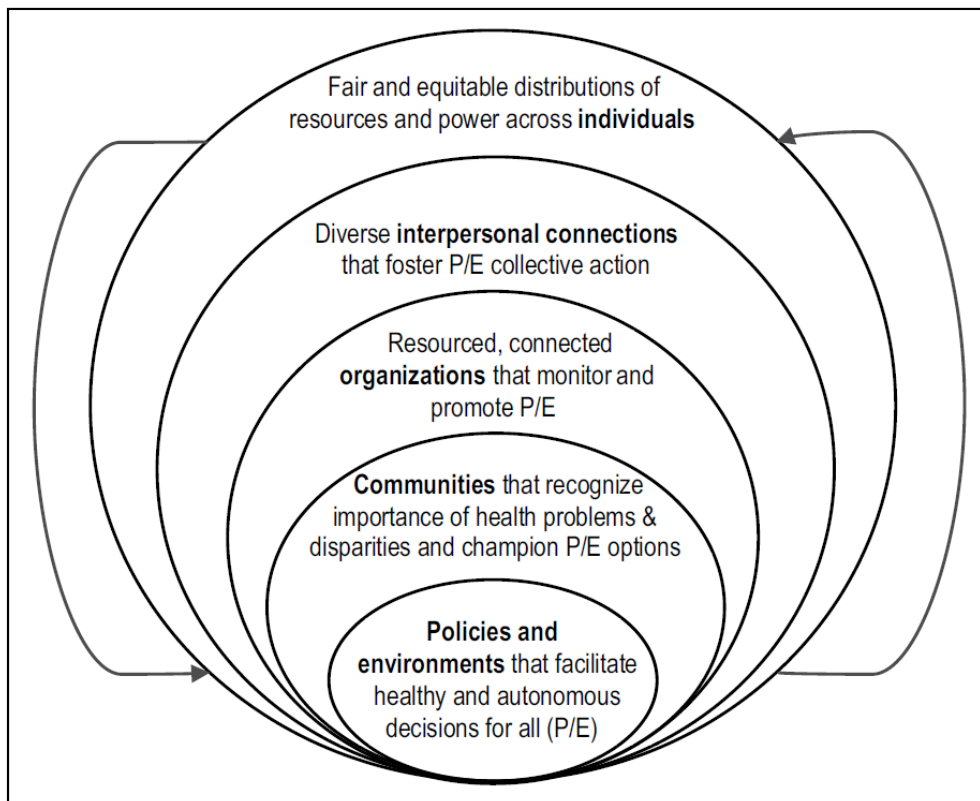 Fair and equitable distributions of
resources and power across individuals
Diverse interpersonal connections
that foster P/E collective action
Resourced, connected
organizations that monitor and
promote P/E
Communities that recognize
importance of health problems &
disparities and champion P/E options
Policies and
environments that facilitate
healthy and autonomous
decisions for all (P/E)